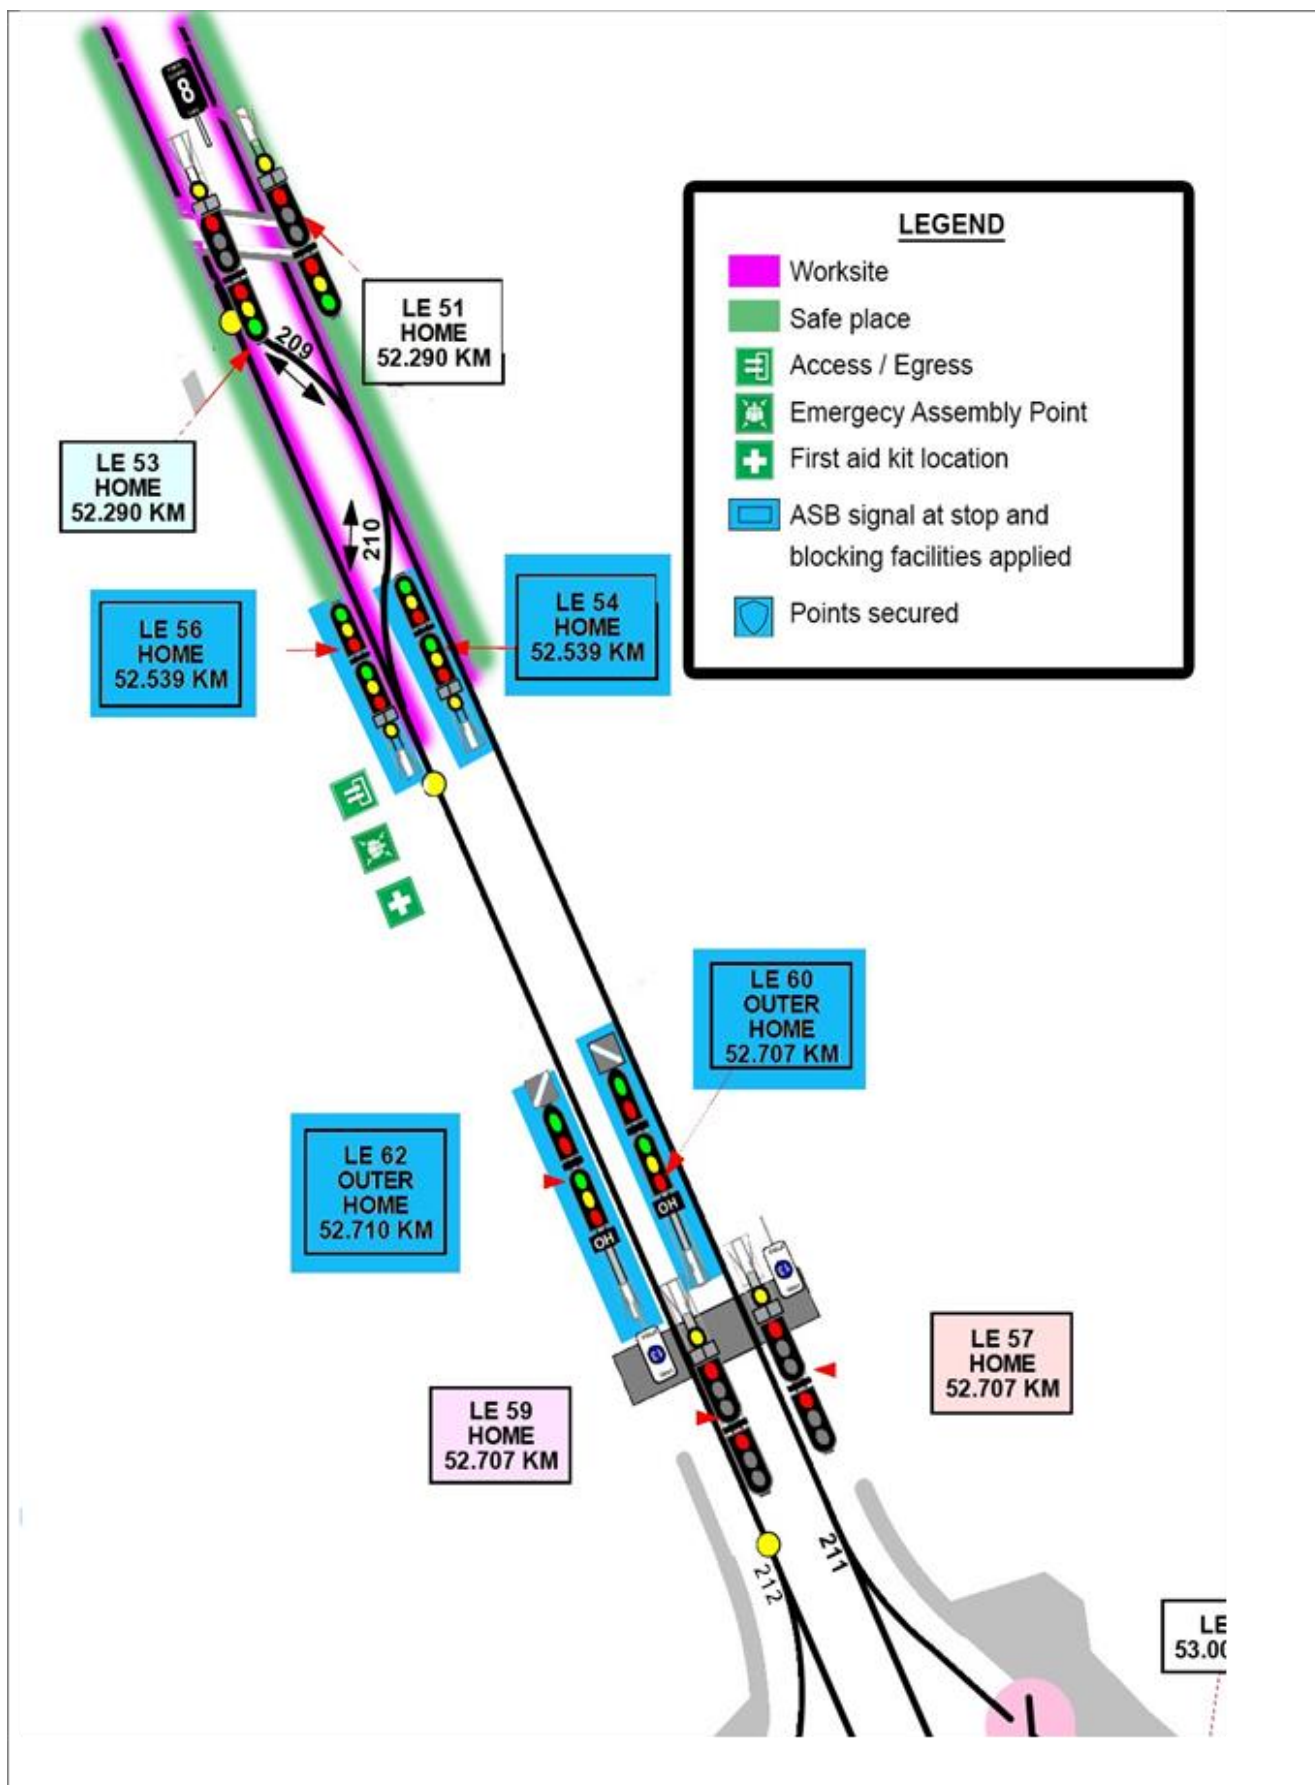 8
LEGEND
Worksite
Safe place
Access / Egress
Emergecy Assembly Point
First aid kit location
ASB signal at stop and
blocking facilities applied
Points secured
LE 51
HOME
52.290 KM
209
LE 53
HOME
52.290 KM
210
LE 54
HOME
52.539 KM
LE 56
HOME
52.539 KM
LE 60
OUTER
HOME
52.707 KM
LE 62
OUTER
HOME
52.710 KM
OH
OH
LE 57
HOME
52.707 KM
LE 59
HOME
52.707 KM
211
212
LE
53.00